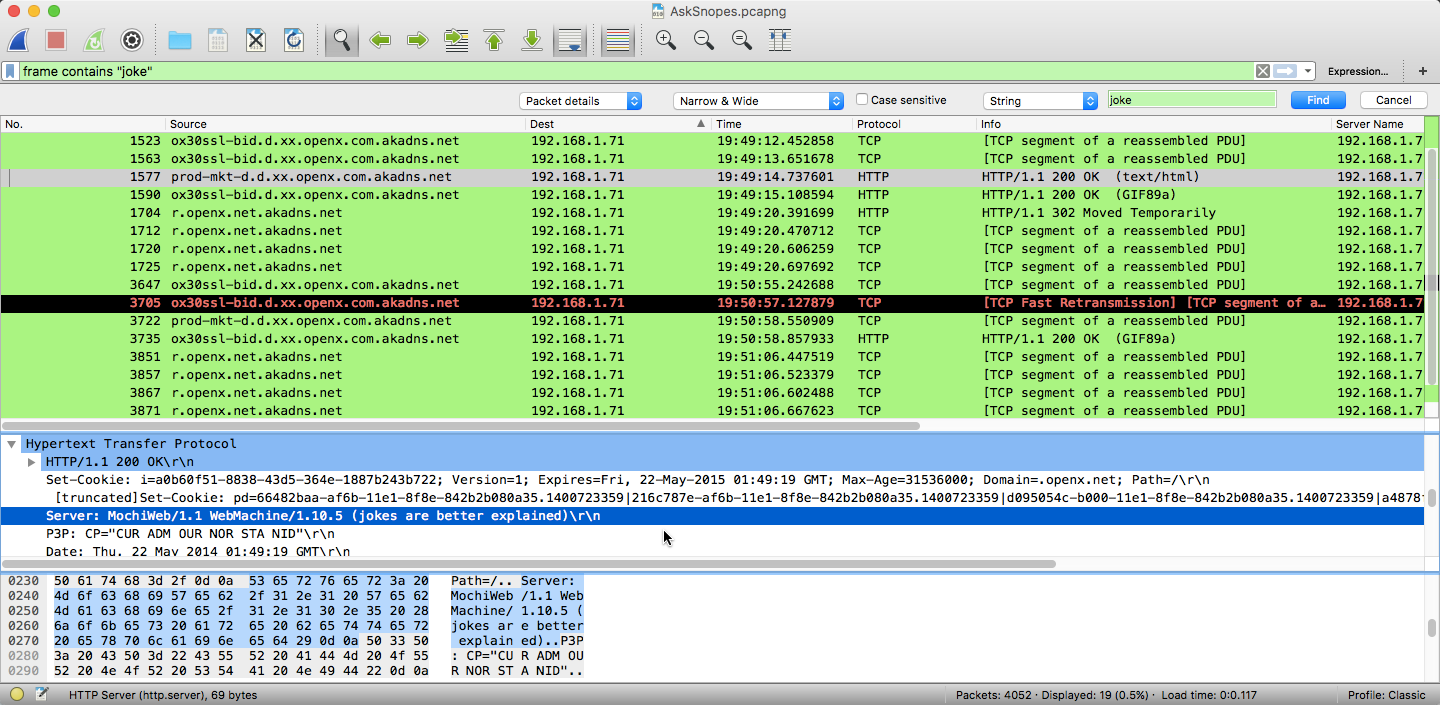 AskSnopes.pcapng
frame contains "joke"
Expression...
+
Packet details
Narrow & Wide
Case sensitive
String
joke
Find
Cancel
No. Source Dest Time Protocol Info Server Name
1523 ox30ssl-bid.d.xx.openx.com.akadns.net 192.168.1.71 19:49:12.452858 TCP [TCP segment of a reassembled PDU] 192.168.1.7
1563 ox30ssl-bid.d.xx.openx.com.akadns.net 192.168.1.71 19:49:13.651678 TCP [TCP segment of a reassembled PDU] 192.168.1.7
1577 prod-mkt-d.d.xx.openx.com.akadns.net 192.168.1.71 19:49:14.737601 HTTP HTTP/1.1 200 OK  (text/html) 192.168.1.7
1590 ox30ssl-bid.d.xx.openx.com.akadns.net 192.168.1.71 19:49:15.108594 HTTP HTTP/1.1 200 OK  (GIF89a) 192.168.1.7
1704 r.openx.net.akadns.net 192.168.1.71 19:49:20.391699 HTTP HTTP/1.1 302 Moved Temporarily 192.168.1.7
1712 r.openx.net.akadns.net 192.168.1.71 19:49:20.470712 TCP [TCP segment of a reassembled PDU] 192.168.1.7
1720 r.openx.net.akadns.net 192.168.1.71 19:49:20.606259 TCP [TCP segment of a reassembled PDU] 192.168.1.7
1725 r.openx.net.akadns.net 192.168.1.71 19:49:20.697692 TCP [TCP segment of a reassembled PDU] 192.168.1.7
3647 ox30ssl-bid.d.xx.openx.com.akadns.net 192.168.1.71 19:50:55.242688 TCP [TCP segment of a reassembled PDU] 192.168.1.7
3705 ox30ssl-bid.d.xx.openx.com.akadns.net 192.168.1.71 19:50:57.127879 TCP [TCP Fast Retransmission] [TCP segment of a… 192.168.1.7
3722 prod-mkt-d.d.xx.openx.com.akadns.net 192.168.1.71 19:50:58.550909 TCP [TCP segment of a reassembled PDU] 192.168.1.7
3735 ox30ssl-bid.d.xx.openx.com.akadns.net 192.168.1.71 19:50:58.857933 HTTP HTTP/1.1 200 OK  (GIF89a) 192.168.1.7
3851 r.openx.net.akadns.net 192.168.1.71 19:51:06.447519 TCP [TCP segment of a reassembled PDU] 192.168.1.7
3857 r.openx.net.akadns.net 192.168.1.71 19:51:06.523379 TCP [TCP segment of a reassembled PDU] 192.168.1.7
3867 r.openx.net.akadns.net 192.168.1.71 19:51:06.602488 TCP [TCP segment of a reassembled PDU] 192.168.1.7
3871 r.openx.net.akadns.net 192.168.1.71 19:51:06.667623 TCP [TCP segment of a reassembled PDU] 192.168.1.7
Hypertext Transfer Protocol
HTTP/1.1 200 OK\r\n
Set-Cookie: i=a0b60f51-8838-43d5-364e-1887b243b722; Version=1; Expires=Fri, 22-May-2015 01:49:19 GMT; Max-Age=31536000; Domain=.openx.net; Path=/\r\n
[truncated]Set-Cookie: pd=66482baa-af6b-11e1-8f8e-842b2b080a35.1400723359|216c787e-af6b-11e1-8f8e-842b2b080a35.1400723359|d095054c-b000-11e1-8f8e-842b2b080a35.1400723359|a4878
Server: MochiWeb/1.1 WebMachine/1.10.5 (jokes are better explained)\r\n
P3P: CP="CUR ADM OUR NOR STA NID"\r\n
Date: Thu, 22 May 2014 01:49:19 GMT\r\n
0230 50 61 74 68 3d 2f 0d 0a 53 65 72 76 65 72 3a 20 Path=/.. Server:
0240 4d 6f 63 68 69 57 65 62 2f 31 2e 31 20 57 65 62 MochiWeb /1.1 Web
0250 4d 61 63 68 69 6e 65 2f 31 2e 31 30 2e 35 20 28 Machine/ 1.10.5 (
0260 6a 6f 6b 65 73 20 61 72 65 20 62 65 74 74 65 72 jokes ar e better
0270 20 65 78 70 6c 61 69 6e 65 64 29 0d 0a 50 33 50 explain ed)..P3P
0280 3a 20 43 50 3d 22 43 55 52 20 41 44 4d 20 4f 55 : CP="CU R ADM OU
0290 52 20 4e 4f 52 20 53 54 41 20 4e 49 44 22 0d 0a R NOR ST A NID"..
HTTP Server (http.server), 69 bytes
Packets: 4052 · Displayed: 19 (0.5%) · Load time: 0:0.117
Profile: Classic